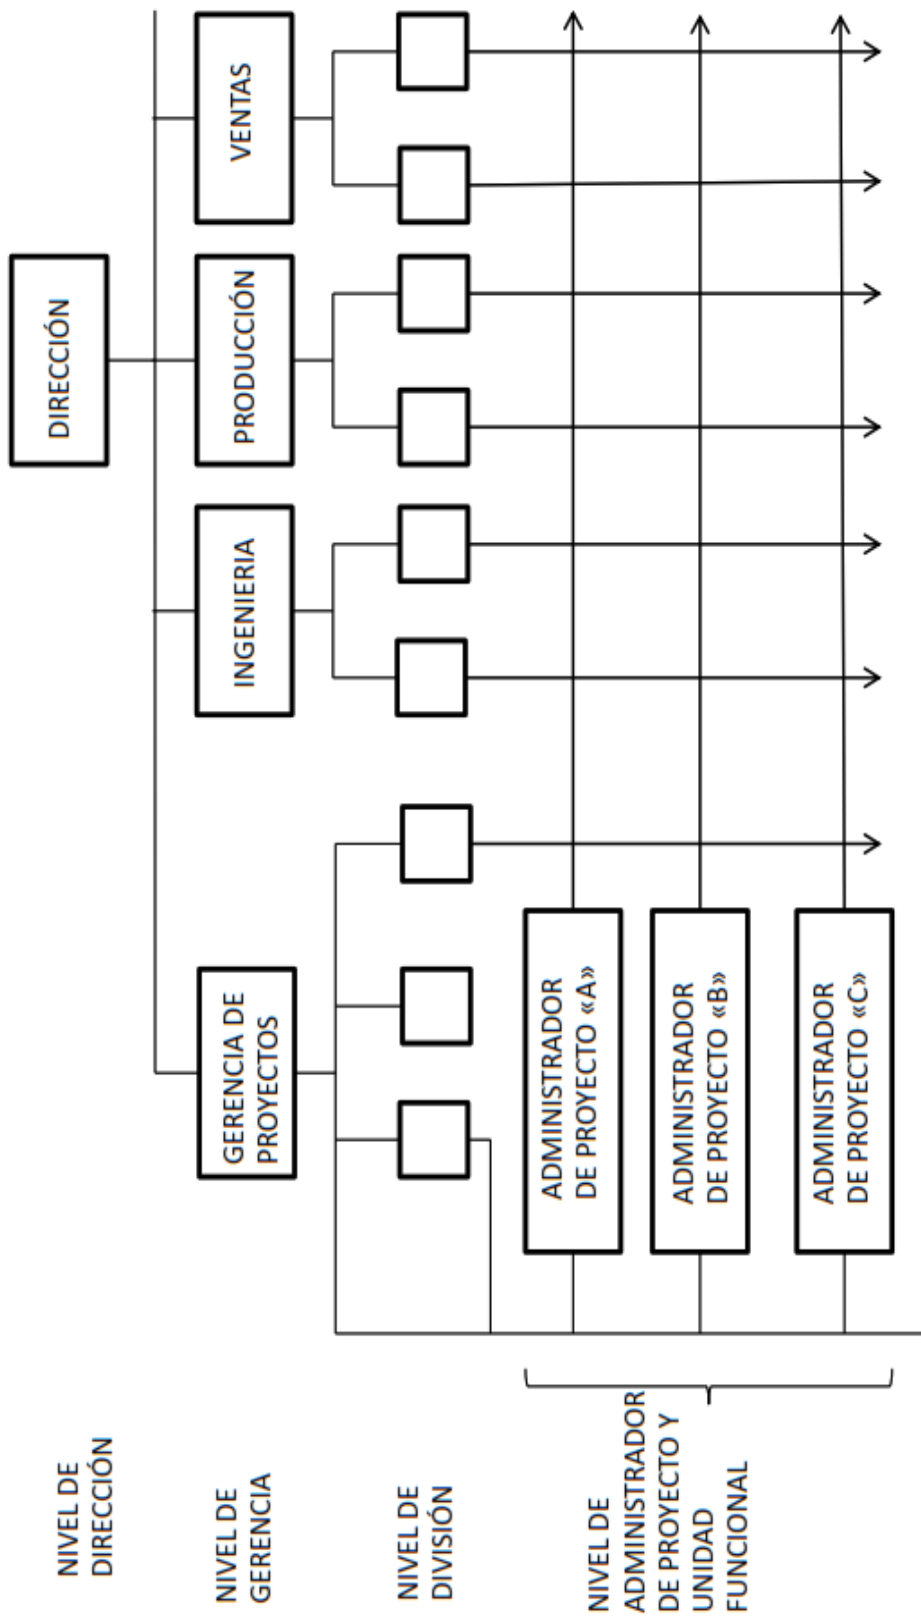 NIVEL DE
DIRECCIÓN
DIRECCIÓN
NIVEL DE
GERENCIA
GERENCIA DE
PROYECTOS
INGENIERIA
PRODUCCIÓN
VENTAS
NIVEL DE
DIVISIÓN
NIVEL DE
ADMINISTRADOR
DE PROYECTO Y
UNIDAD
FUNCIONAL
ADMINISTRADOR
DE PROYECTO «A»
ADMINISTRADOR
DE PROYECTO «B»
ADMINISTRADOR
DE PROYECTO «C»